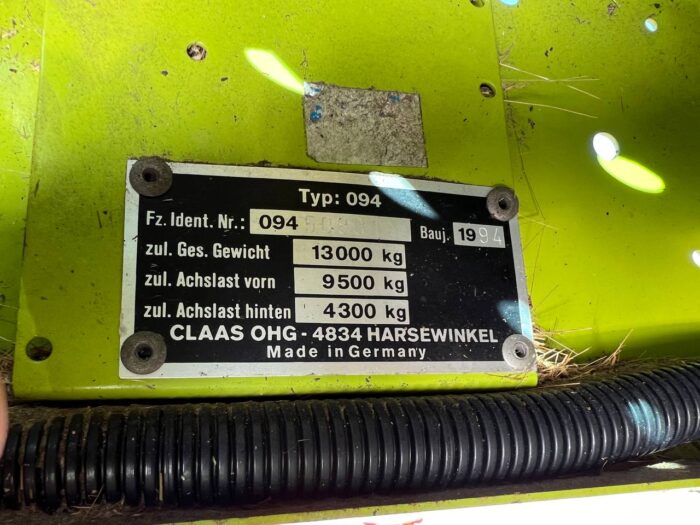 Typ: 094
Fz. Ident. Nr.: 094
Bauj. 1994
zul. Ges. Gewicht 13000 kg
zul. Achslast vorn 9500 kg
zul. Achslast hinten 4300 kg
CLAAS OHG - 4834 HARSEWINKEL
Made in Germany